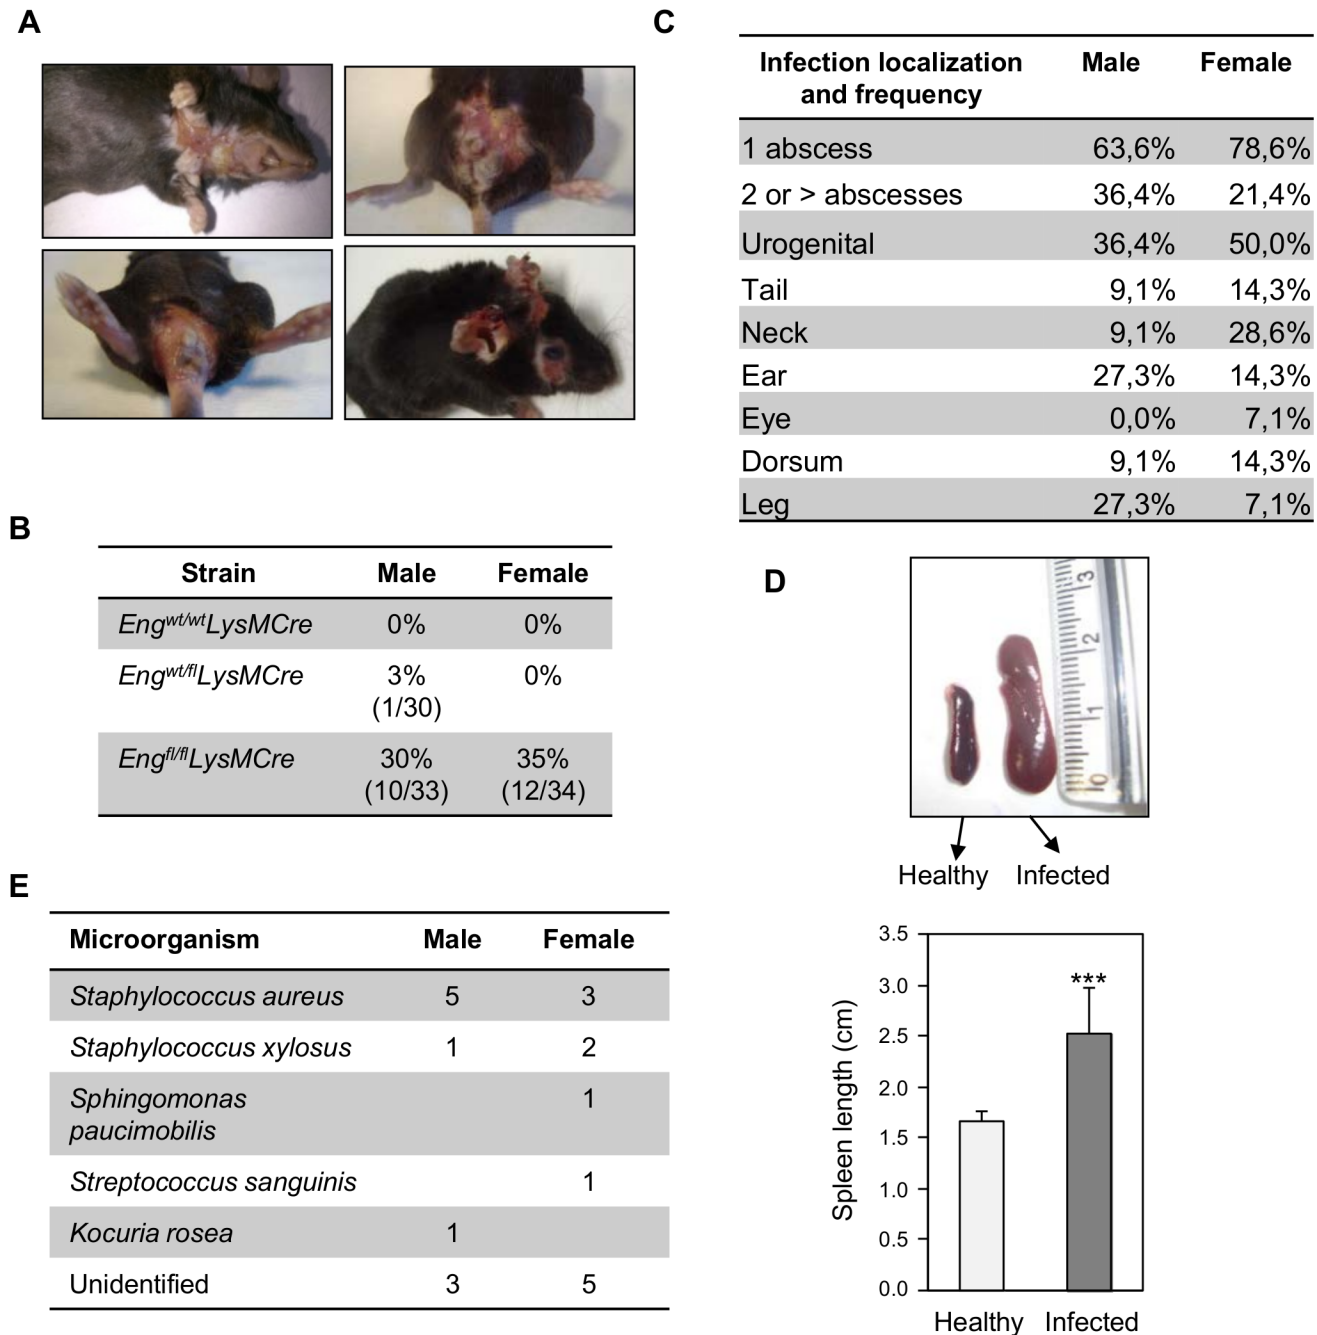 A
C
Infection localization and frequency Male Female
1 abscess 63,6% 78,6%
2 or > abscesses 36,4% 21,4%
Urogenital 36,4% 50,0%
Tail 9,1% 14,3%
Neck 9,1% 28,6%
Ear 27,3% 14,3%
Eye 0,0% 7,1%
Dorsum 9,1% 14,3%
Leg 27,3% 7,1%
B
Strain Male Female
Eng^wt/wt LysMCre 0% 0%
Eng^wt/fl LysMCre 3% 0%
(1/30)
Eng^fl/fl LysMCre 30% 35%
(10/33) (12/34)
D
3
2
1
0
Healthy Infected
E
Microorganism Male Female
Staphylococcus aureus 5 3
Staphylococcus xylosus 1 2
Sphingomonas 1
paucimobilis
Streptococcus sanguinis 1
Kocuria rosea 1
Unidentified 3 5
Spleen length (cm)
3.5
3.0
2.5
2.0
1.5
1.0
0.5
0.0
***
Healthy Infected